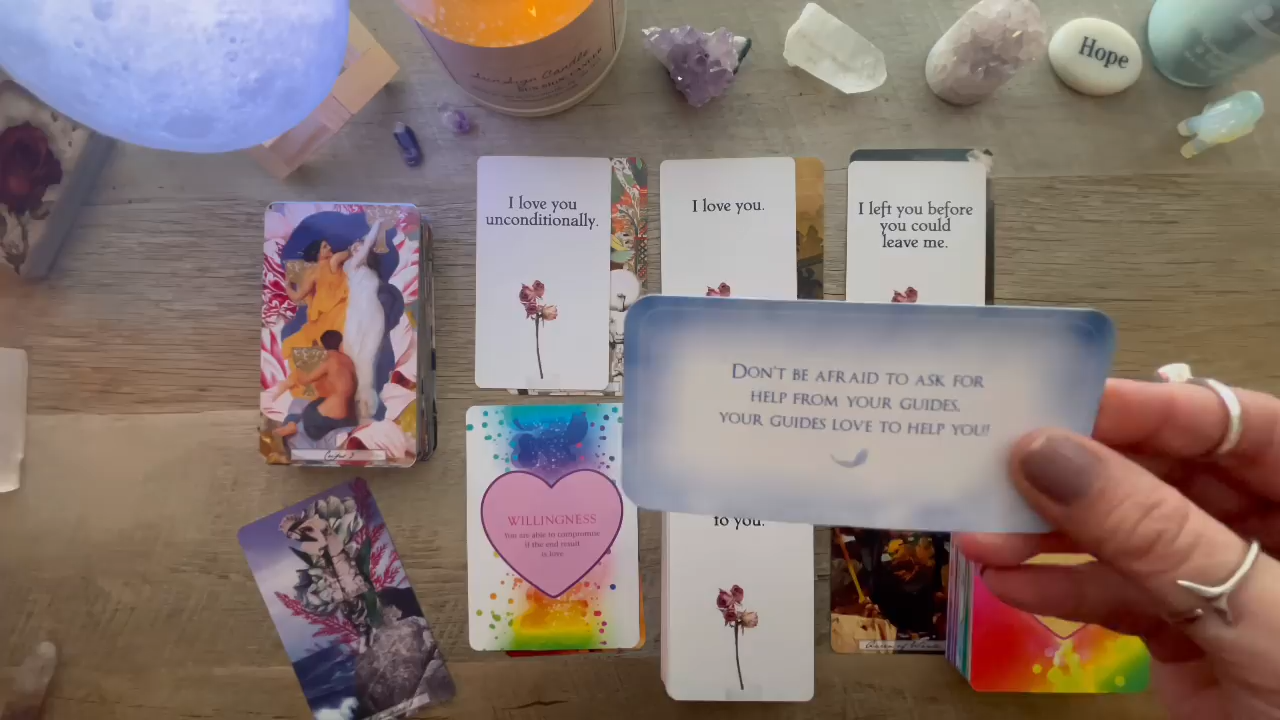 Hope
I love you
unconditionally.
I love you.
I left you before
you could
leave me.
Don't be afraid to ask for
help from your guides.
Your guides love to help you!
WILLINGNESS
You are able to compromise
if the end result
is love
to you.